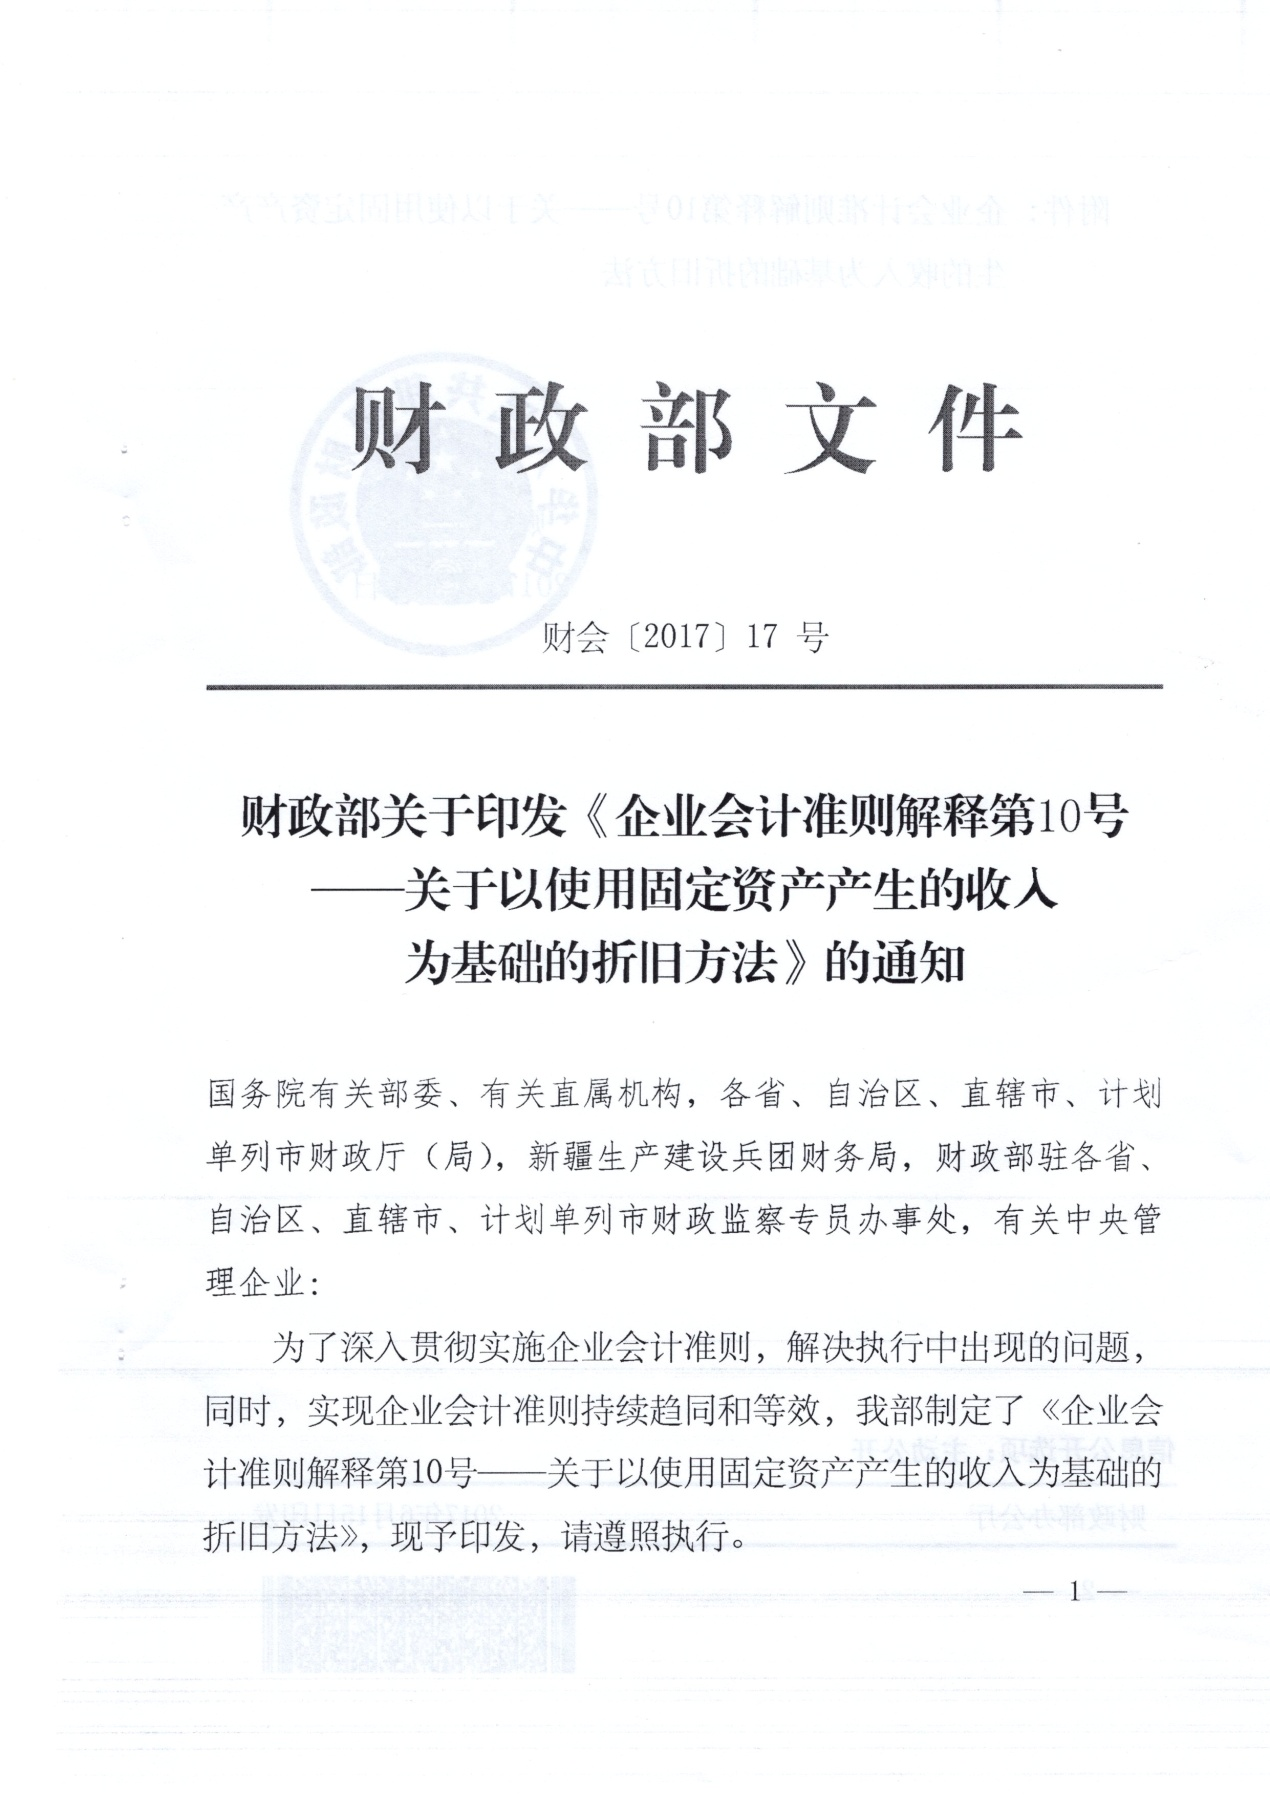 财政部文件
财会〔2017〕17 号
财政部关于印发《企业会计准则解释第10号
——关于以使用固定资产产生的收入
为基础的折旧方法》的通知
国务院有关部委、有关直属机构，各省、自治区、直辖市、计划
单列市财政厅（局），新疆生产建设兵团财务局，财政部驻各省、
自治区、直辖市、计划单列市财政监察专员办事处，有关中央管
理企业：
为了深入贯彻实施企业会计准则，解决执行中出现的问题，
同时，实现企业会计准则持续趋同和等效，我部制定了《企业会
计准则解释第10号——关于以使用固定资产产生的收入为基础的
折旧方法》，现予印发，请遵照执行。
— 1 —